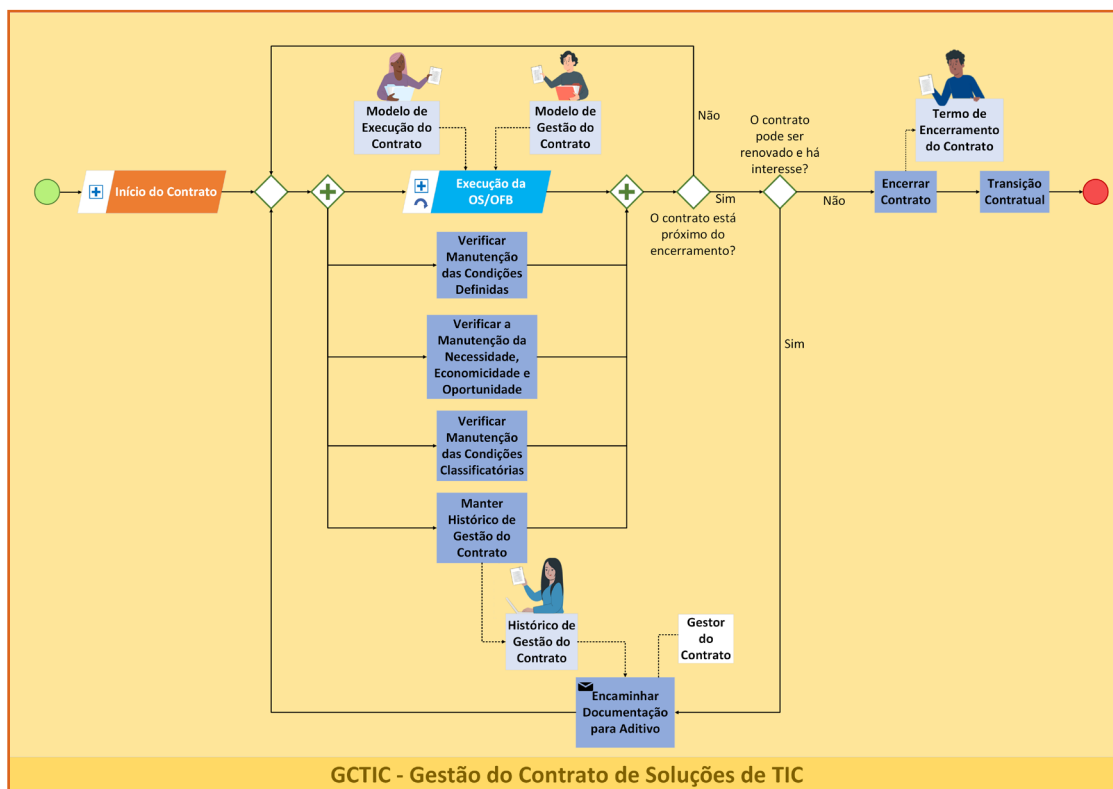 Modelo de
Execução do
Contrato
Modelo de
Gestão do
Contrato
Não
O contrato
pode ser
renovado e há
interesse?
Termo de
Encerramento
do Contrato
Início do Contrato
Execução da
OS/OFB
Sim
O contrato está
próximo do
encerramento?
Não
Encerrar
Contrato
Transição
Contratual
Verificar
Manutenção
das Condições
Definidas
Verificar a
Manutenção da
Necessidade,
Economicidade e
Oportunidade
Sim
Verificar
Manutenção
das Condições
Classificatórias
Manter
Histórico de
Gestão do
Contrato
Histórico de
Gestão do
Contrato
Gestor
do
Contrato
Encaminhar
Documentação
para Aditivo
GCTIC - Gestão do Contrato de Soluções de TIC